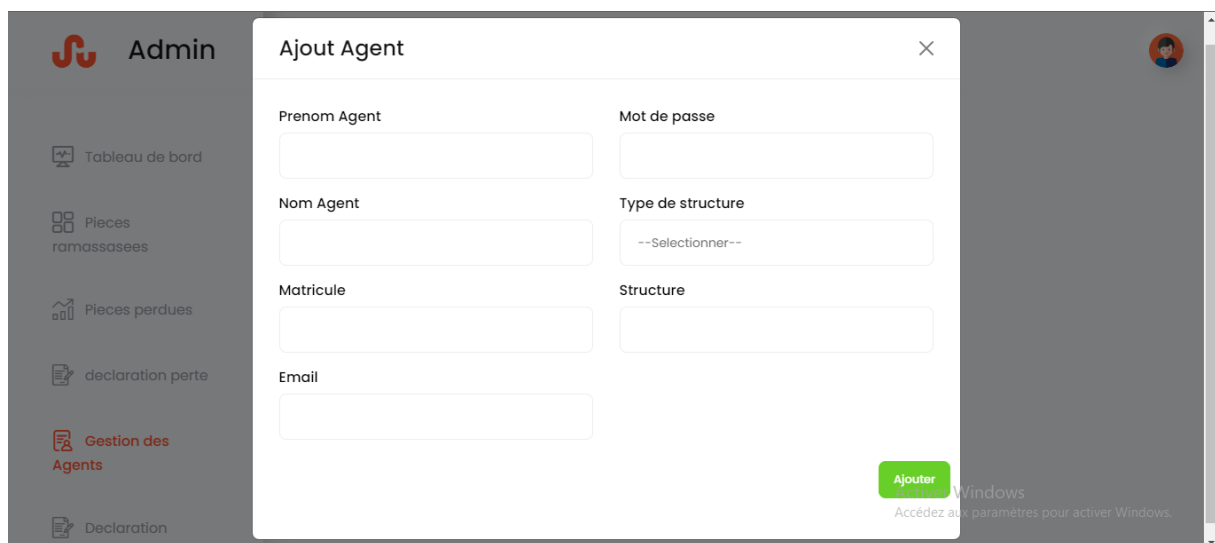 Admin
Tableau de bord
Pieces
ramassasees
Pieces perdues
declaration perte
Gestion des
Agents
Declaration
Ajout Agent
Prenom Agent
Mot de passe
Nom Agent
Type de structure
--Selectionner--
Matricule
Structure
Email
Ajouter
Activer Windows
Accédez aux paramètres pour activer Windows.